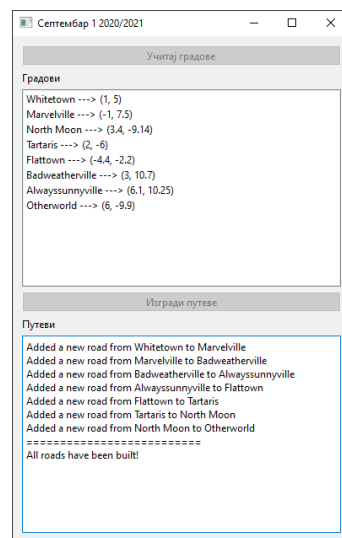 Септембар 1 2020/2021
Учитај градове
Градови
Whitetown ---> (1, 5)
Marvelville ---> (-1, 7.5)
North Moon ---> (3.4, -9.14)
Tartaris ---> (2, -6)
Flattown ---> (-4.4, -2.2)
Badweatherville ---> (3, 10.7)
Alwayssunnyville ---> (6.1, 10.25)
Otherworld ---> (6, -9.9)
Изгради путеве
Путеви
Added a new road from Whitetown to Marvelville
Added a new road from Marvelville to Badweatherville
Added a new road from Badweatherville to Alwayssunnyville
Added a new road from Alwayssunnyville to Flattown
Added a new road from Flattown to Tartaris
Added a new road from Tartaris to North Moon
Added a new road from North Moon to Otherworld
==========================
All roads have been built!